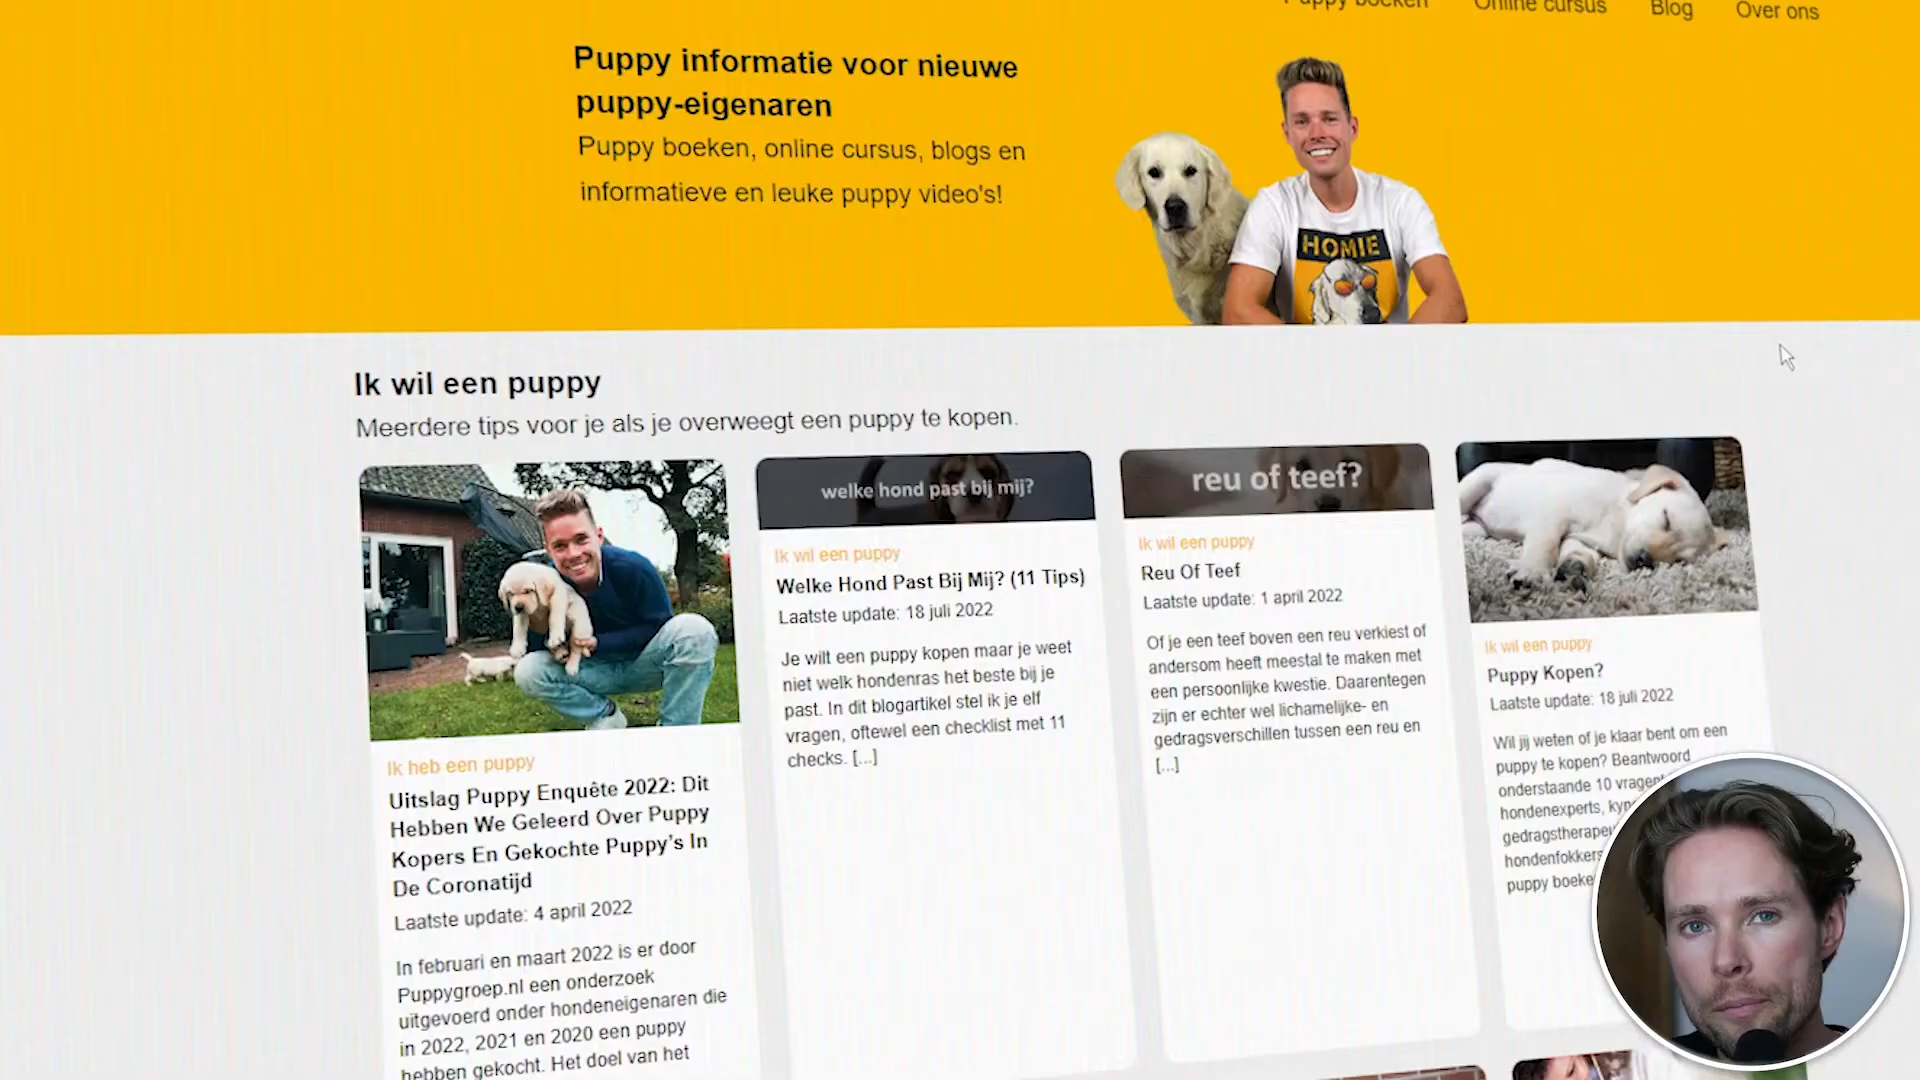 Puppy boeken
Online cursus
Blog
Over ons
Puppy informatie voor nieuwe
puppy-eigenaren
Puppy boeken, online cursus, blogs en
informatieve en leuke puppy video's!
HOMIE
Ik wil een puppy
Meerdere tips voor je als je overweegt een puppy te kopen.
Ik heb een puppy
Uitslag Puppy Enquête 2022: Dit
Hebben We Geleerd Over Puppy
Kopers En Gekochte Puppy's In
De Coronatijd
Laatste update: 4 april 2022
In februari en maart 2022 is er door
Puppygroep.nl een onderzoek
uitgevoerd onder hondeneigenaren die
in 2022, 2021 en 2020 een puppy
hebben gekocht. Het doel van het
welke hond past bij mij?
Ik wil een puppy
Welke Hond Past Bij Mij? (11 Tips)
Laatste update: 18 juli 2022
Je wilt een puppy kopen maar je weet
niet welk hondenras het beste bij je
past. In dit blogartikel stel ik je elf
vragen, oftewel een checklist met 11
checks. [...]
reu of teef?
Ik wil een puppy
Reu Of Teef
Laatste update: 1 april 2022
Of je een teef boven een reu verkiest of
andersom heeft meestal te maken met
een persoonlijke kwestie. Daarentegen
zijn er echter wel lichamelijke- en
gedragsverschillen tussen een reu en
[...]
Ik wil een puppy
Puppy Kopen?
Laatste update: 18 juli 2022
Wil jij weten of je klaar bent om een
puppy te kopen? Beantwoord
onderstaande 10 vragen
hondenexperts,
hondenfokkers
puppy